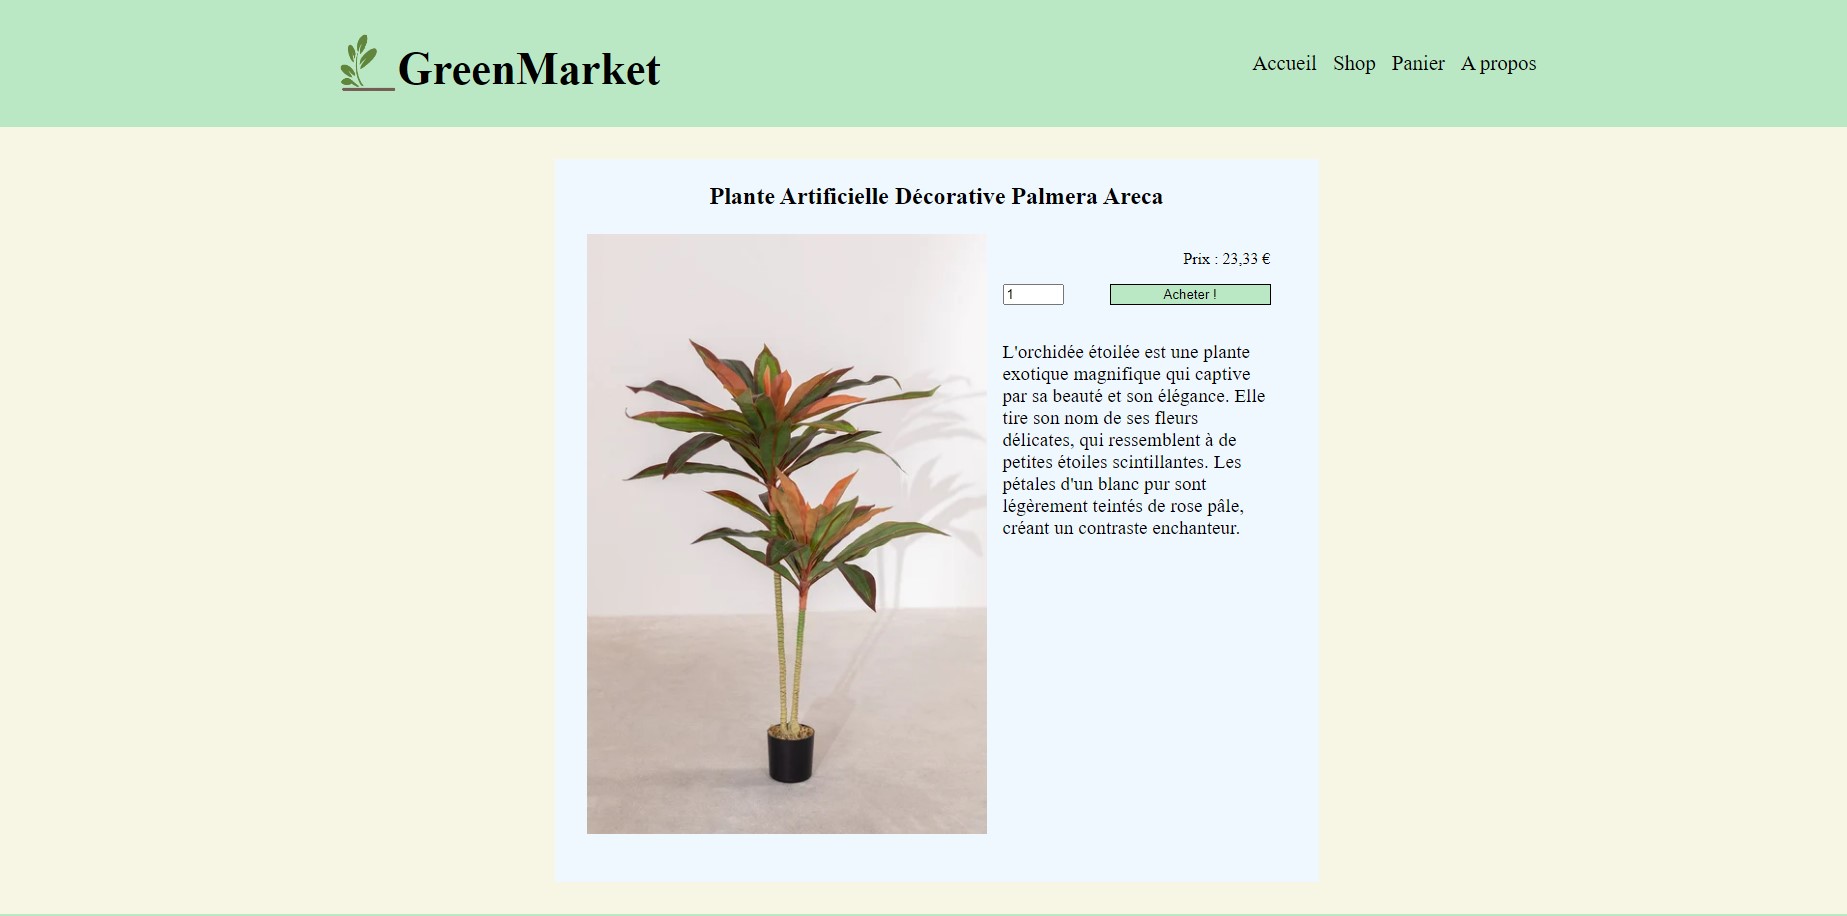 GreenMarket
Accueil Shop Panier A propos
Plante Artificielle Décorative Palmera Areca
Prix : 23,33 €
1
Acheter !
L'orchidée étoilée est une plante
exotique magnifique qui captive
par sa beauté et son élégance. Elle
tire son nom de ses fleurs
délicates, qui ressemblent à de
petites étoiles scintillantes. Les
pétales d'un blanc pur sont
légèrement teintés de rose pâle,
créant un contraste enchanteur.